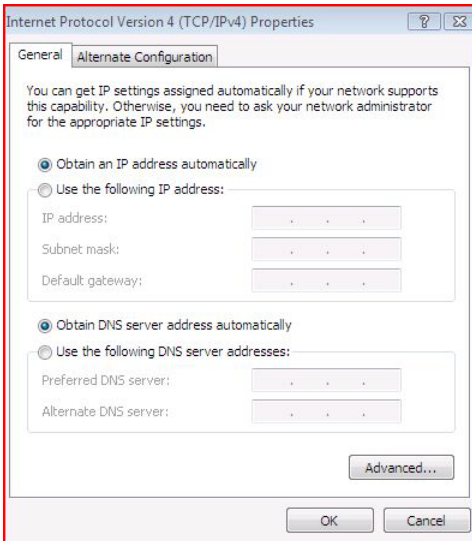 Internet Protocol Version 4 (TCP/IPv4) Properties
General
Alternate Configuration
You can get IP settings assigned automatically if your network supports
this capability. Otherwise, you need to ask your network administrator
for the appropriate IP settings.
Obtain an IP address automatically
Use the following IP address:
IP address:
Subnet mask:
Default gateway:
Obtain DNS server address automatically
Use the following DNS server addresses:
Preferred DNS server:
Alternate DNS server:
Advanced...
OK
Cancel